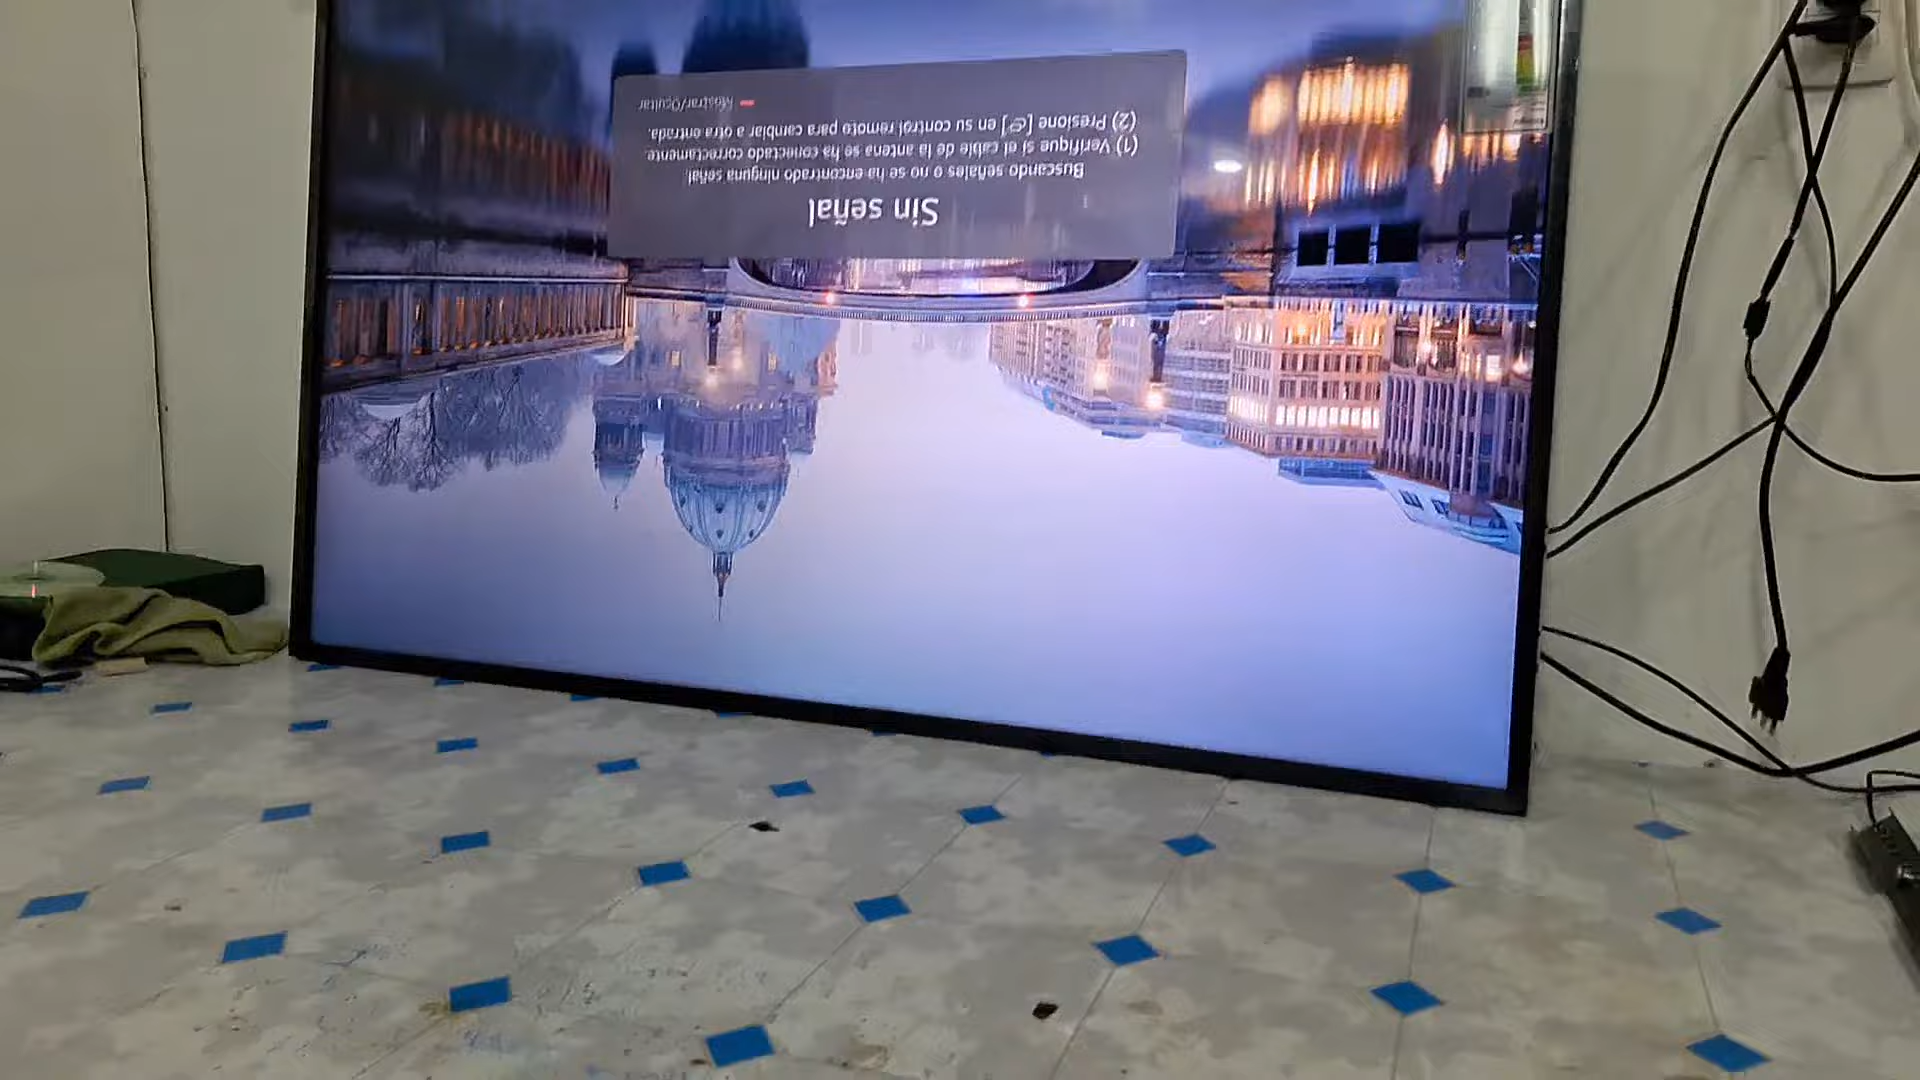 Sin señal
Buscando señales o no se ha encontrado ninguna señal.
(1) Verifique si el cable de la antena se ha conectado correctamente.
(2) Presione [ ] en su control remoto para cambiar a otra entrada.
Mostrar/Ocultar